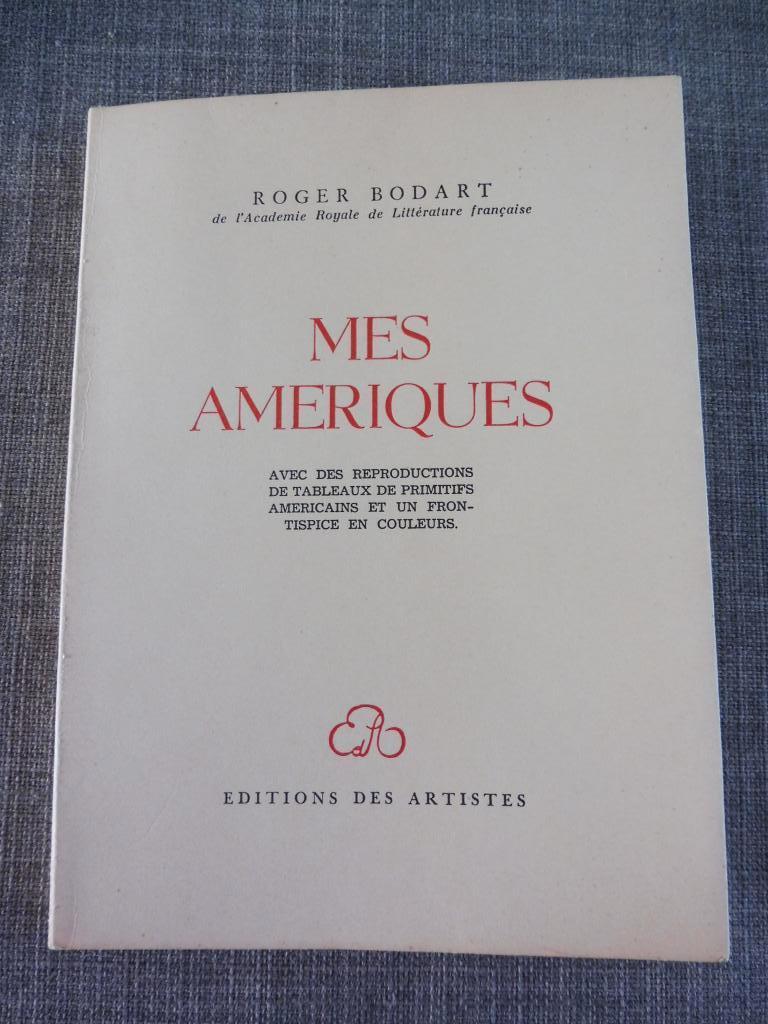 ROGER BODART
de l'Academie Royale de Littérature française
MES
AMERIQUES
AVEC DES REPRODUCTIONS
DE TABLEAUX DE PRIMITIFS
AMERICAINS ET UN FRON-
TISPICE EN COULEURS.
EdA
EDITIONS DES ARTISTES